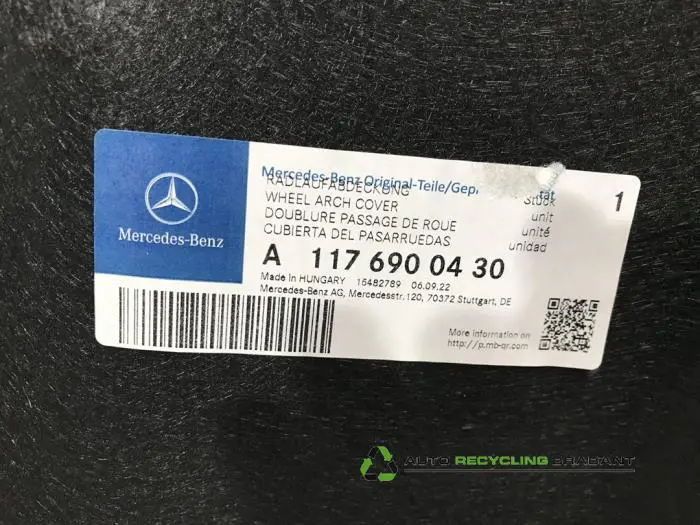 Mercedes-Benz
Mercedes-Benz Original-Teile/Gepr
RADLAUFABDECKUNG Stück
WHEEL ARCH COVER unit
DOUBLURE PASSAGE DE ROUE unité
CUBIERTA DEL PASARRUEDAS unidad
1
A 117 690 04 30
Made in HUNGARY 15482789 06.09.22
Mercedes-Benz AG, Mercedesstr.120, 70372 Stuttgart, DE
More information on
http://p.mb-qr.com
AUTO RECYCLING BRABANT